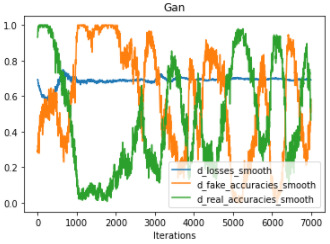 Gan
1.0
0.8
0.6
0.4
0.2
0.0
d_losses_smooth
d_fake_accuracies_smooth
d_real_accuracies_smooth
0 1000 2000 3000 4000 5000 6000 7000
Iterations